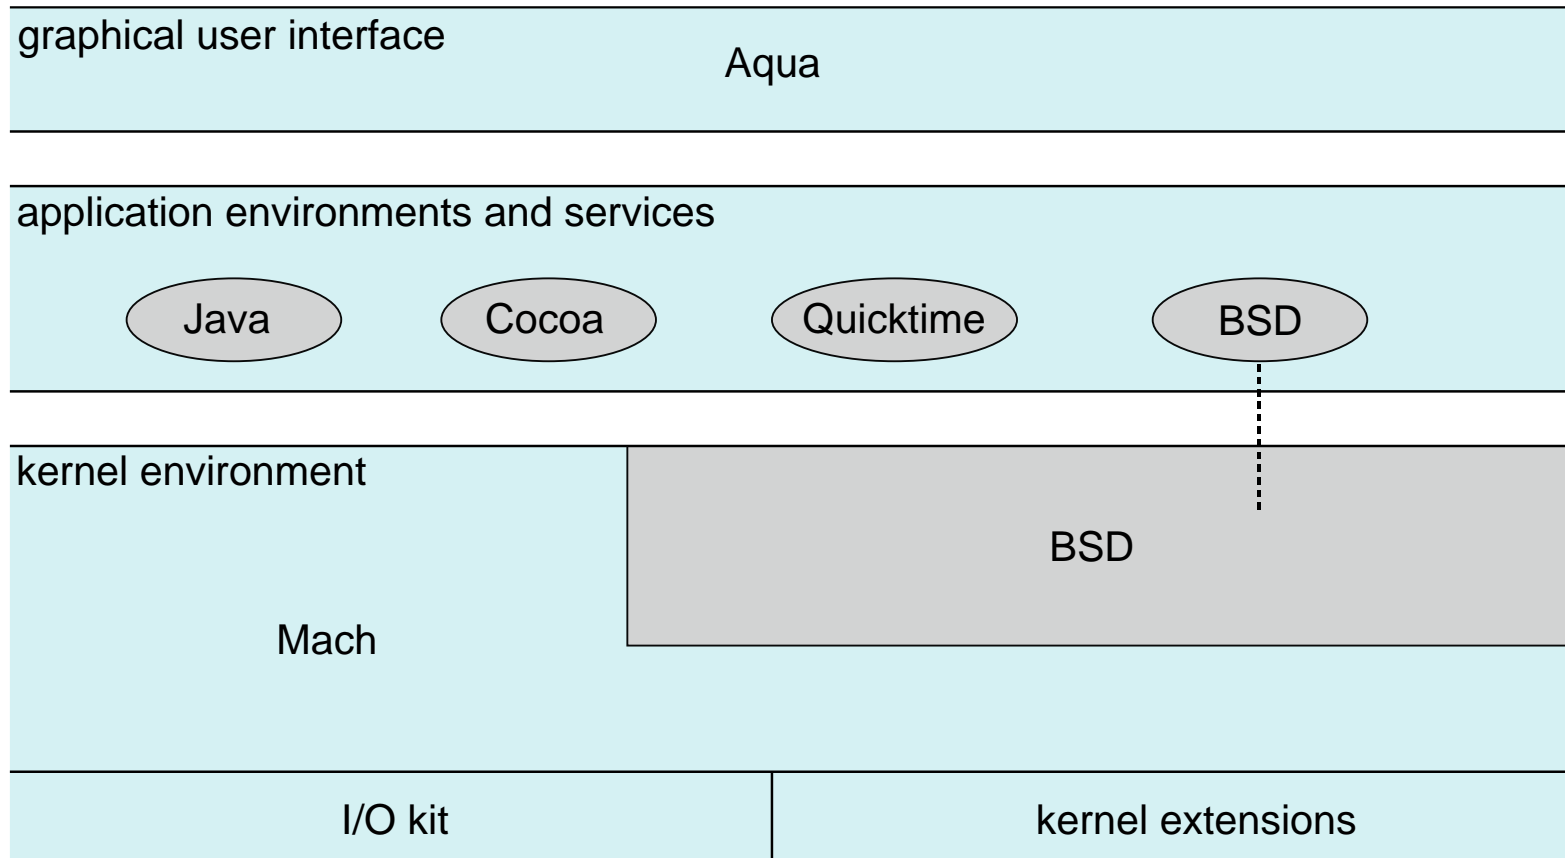 graphical user interface
Aqua
application environments and services
Java
Cocoa
Quicktime
BSD
kernel environment
BSD
Mach
I/O kit
kernel extensions